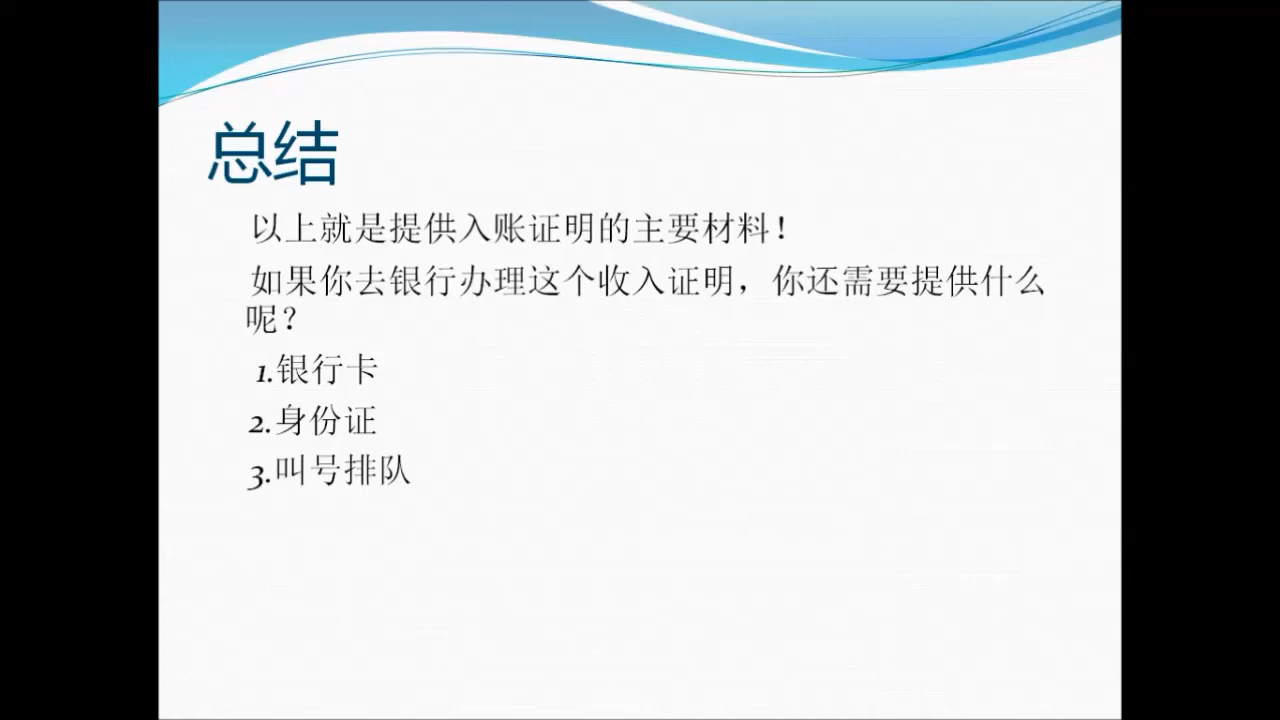 总结
以上就是提供入账证明的主要材料！
如果你去银行办理这个收入证明，你还需要提供什么
呢？
1.银行卡
2.身份证
3.叫号排队